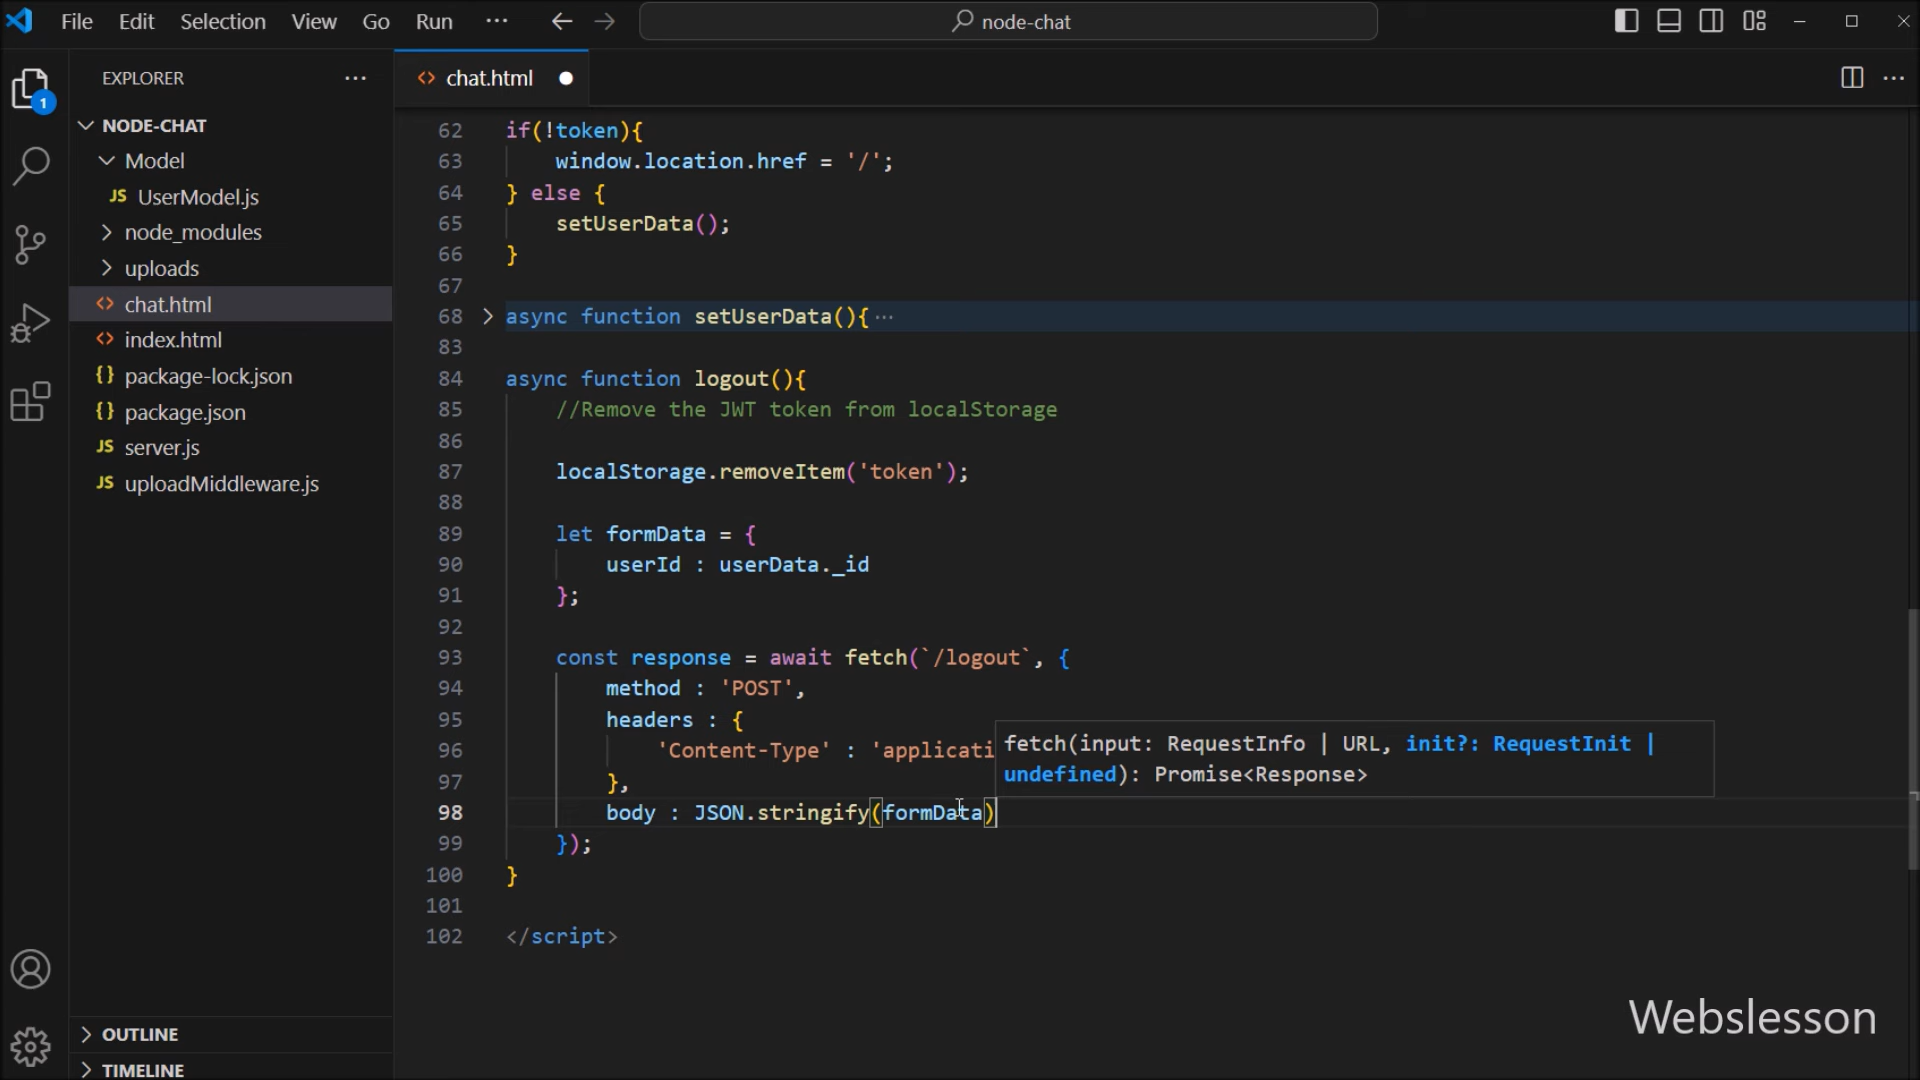 File Edit Selection View Go Run ···
node-chat
EXPLORER ···
NODE-CHAT
Model
JS UserModel.js
node_modules
uploads
<> chat.html
<> index.html
{} package-lock.json
{} package.json
JS server.js
JS uploadMiddleware.js
OUTLINE
TIMELINE
1
<> chat.html
62 if(!token){
63 window.location.href = '/';
64 } else {
65 setUserData();
66 }
67
68 async function setUserData(){ ···
83
84 async function logout(){
85 //Remove the JWT token from localStorage
86
87 localStorage.removeItem('token');
88
89 let formData = {
90 userId : userData._id
91 };
92
93 const response = await fetch(`/logout`, {
94 method : 'POST',
95 headers : {
96 'Content-Type' : 'applicati
97 },
98 body : JSON.stringify(formData)
99 });
100 }
101
102 </script>
fetch(input: RequestInfo | URL, init?: RequestInit |
undefined): Promise<Response>
Webslesson